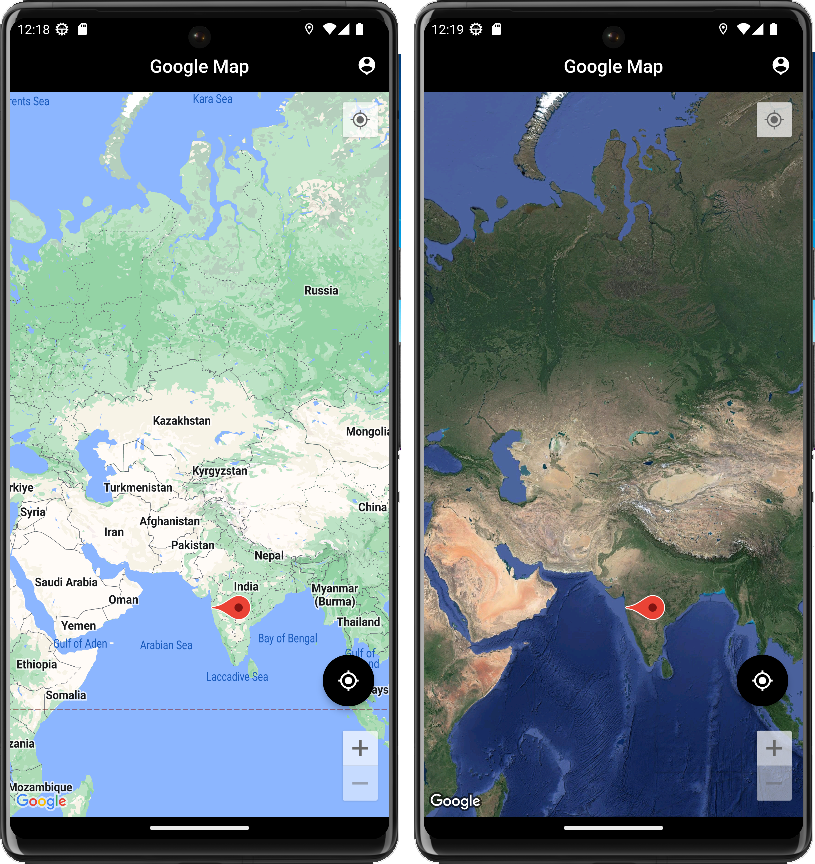 12:18
Google Map
rents Sea
Kara Sea
Russia
Kazakhstan
Mongolia
Kyrgyzstan
rkiye
Turkmenistan
Syria
China
Afghanistan
Iran
Pakistan
Nepal
Saudi Arabia
India
Myanmar
(Burma)
Oman
Thailand
Yemen
Gulf of Aden
Arabian Sea
Bay of Bengal
Gulf of
nd
Ethiopia
Laccadive Sea
ays
Somalia
zania
+
−
Mozambique
Google
12:19
Google Map
+
−
Google